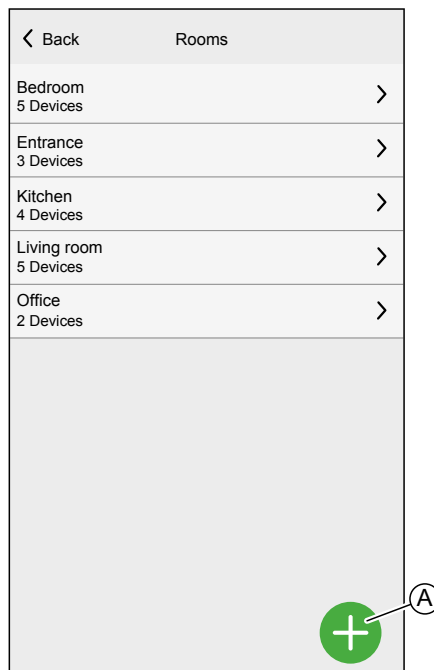 Back Rooms
Bedroom
5 Devices
Entrance
3 Devices
Kitchen
4 Devices
Living room
5 Devices
Office
2 Devices
A